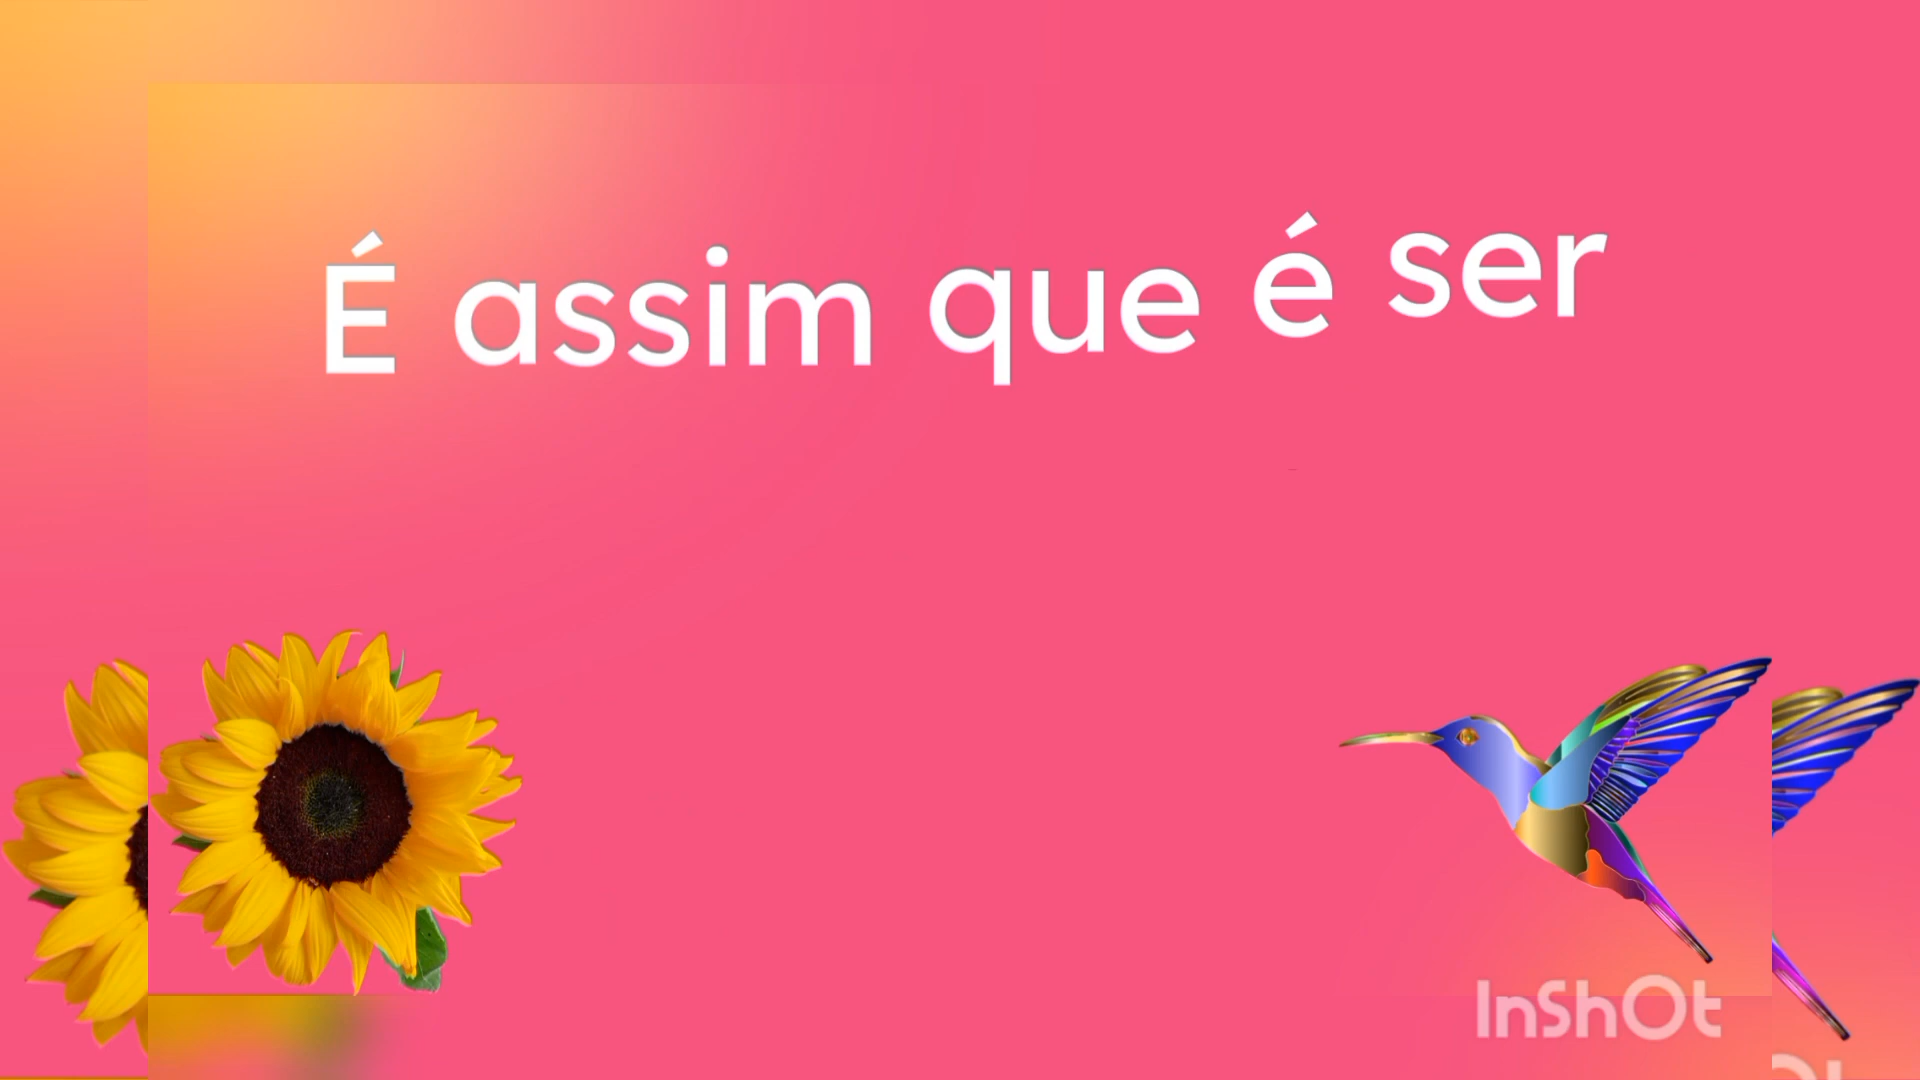 É assim que é ser
InShOt